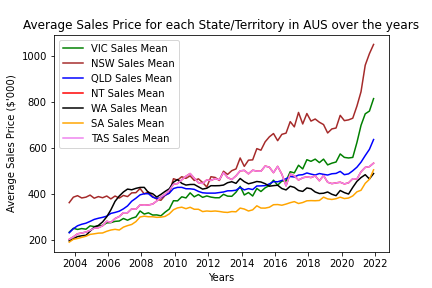 Average Sales Price for each State/Territory in AUS over the years
Average Sales Price ($'000)
1000
800
600
400
200
VIC Sales Mean
NSW Sales Mean
QLD Sales Mean
NT Sales Mean
WA Sales Mean
SA Sales Mean
TAS Sales Mean
2004 2006 2008 2010 2012 2014 2016 2018 2020 2022
Years